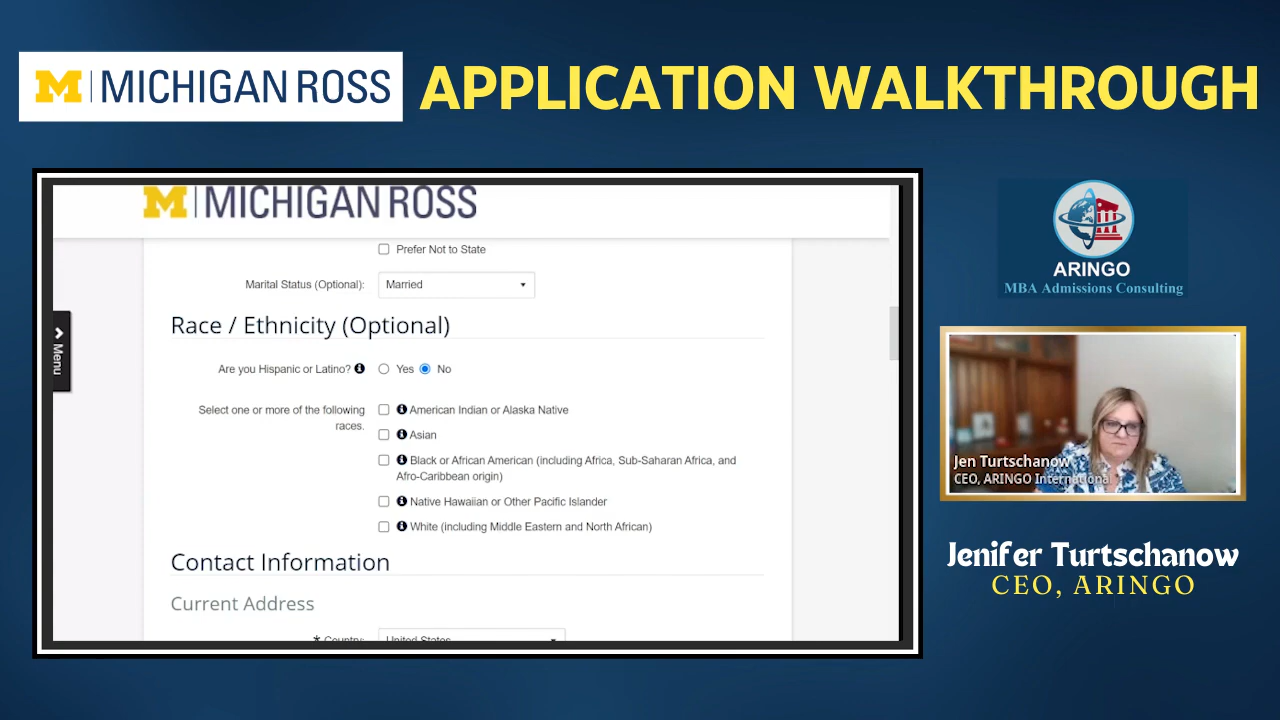 M | MICHIGAN ROSS APPLICATION WALKTHROUGH
M | MICHIGAN ROSS
Prefer Not to State
Marital Status (Optional): Married
Race / Ethnicity (Optional)
Are you Hispanic or Latino? Yes No
Select one or more of the following
races.
American Indian or Alaska Native
Asian
Black or African American (including Africa, Sub-Saharan Africa, and
Afro-Caribbean origin)
Native Hawaiian or Other Pacific Islander
White (including Middle Eastern and North African)
Contact Information
Current Address
* Country: United States
Menu
ARINGO
MBA Admissions Consulting
Jen Turtschanow
CEO, ARINGO International
Jenifer Turtschanow
CEO, ARINGO